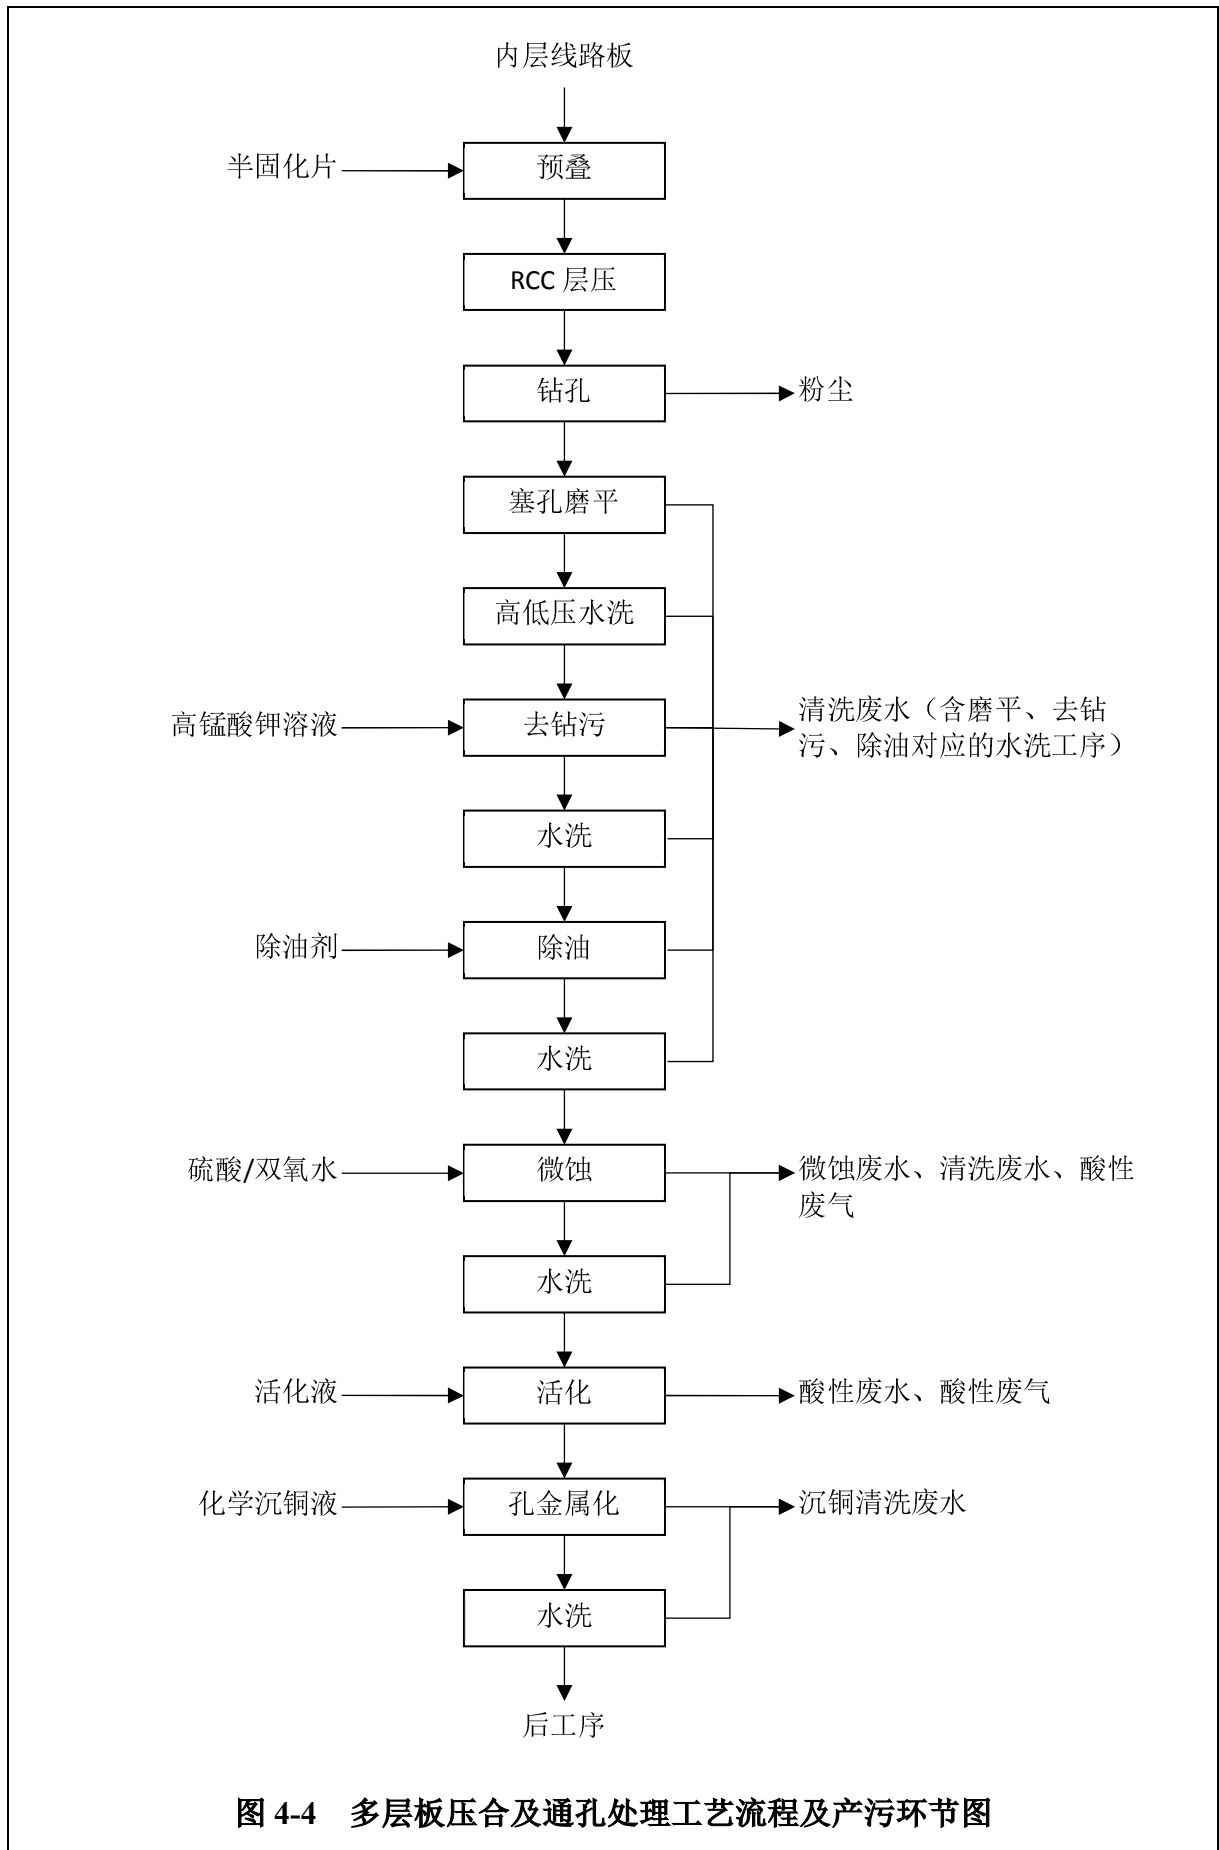 内层线路板
半固化片
预叠
RCC 层压
钻孔
粉尘
塞孔磨平
高低压水洗
高锰酸钾溶液
去钻污
清洗废水（含磨平、去钻
污、除油对应的水洗工序）
水洗
除油剂
除油
水洗
硫酸/双氧水
微蚀
微蚀废水、清洗废水、酸性
废气
水洗
活化液
活化
酸性废水、酸性废气
化学沉铜液
孔金属化
沉铜清洗废水
水洗
后工序
图 4-4 多层板压合及通孔处理工艺流程及产污环节图